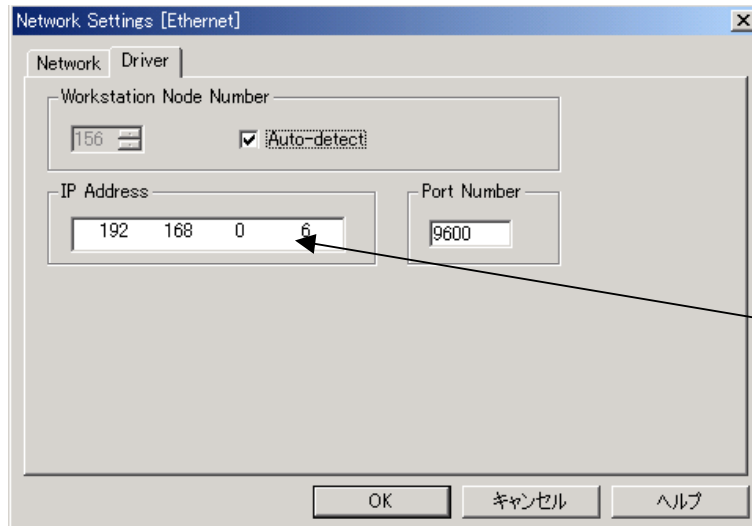 Network Settings [Ethernet]
Network Driver
Workstation Node Number
156 Auto-detect
IP Address Port Number
192 168 0 6 9600
OK キャンセル ヘルプ